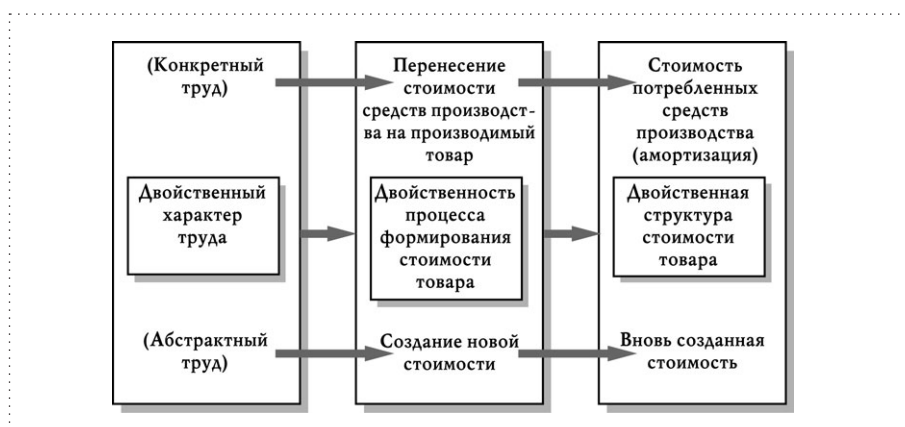 (Конкретный
труд)
Перенесение
стоимости
средств производст-
ва на производимый
товар
Стоимость
потребленных
средств
производства
(амортизация)
Двойственный
характер
труда
Двойственность
процесса
формирования
стоимости
товара
Двойственная
структура
стоимости
товара
(Абстрактный
труд)
Создание новой
стоимости
Вновь созданная
стоимость